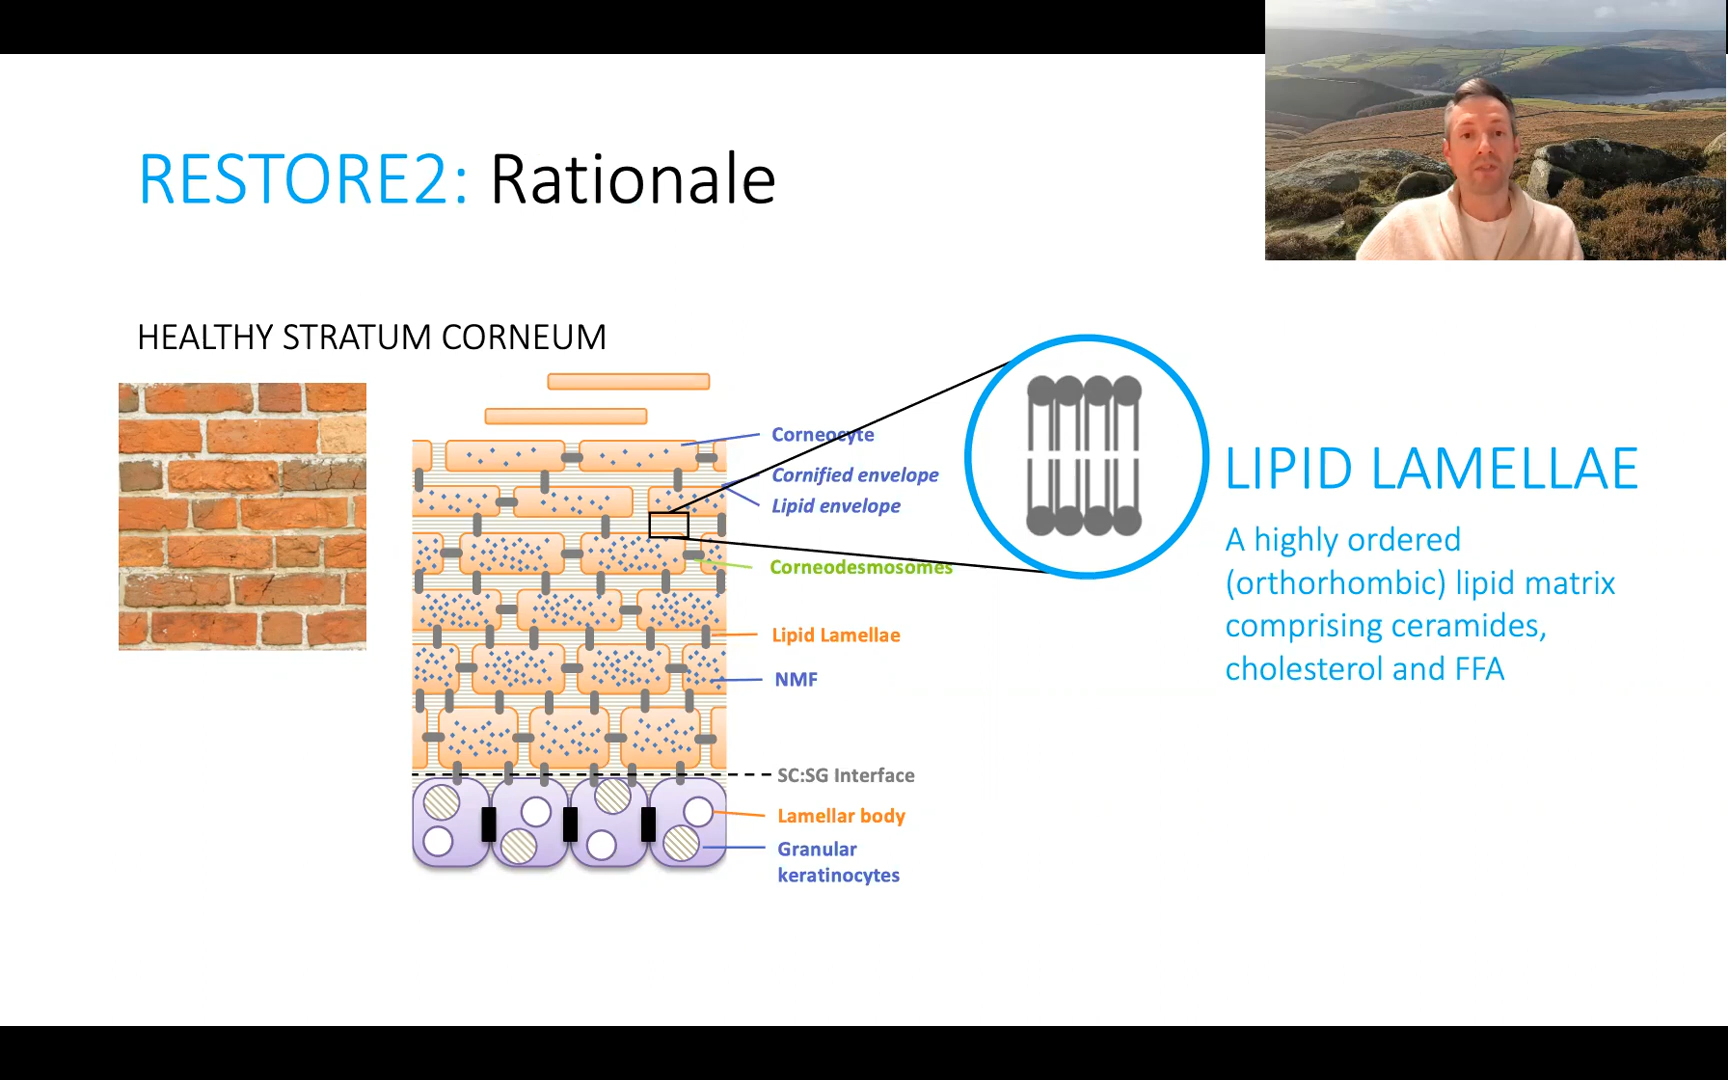 RESTORE2: Rationale
HEALTHY STRATUM CORNEUM
Corneocyte
Cornified envelope
Lipid envelope
Corneodesmosomes
Lipid Lamellae
NMF
SC:SG Interface
Lamellar body
Granular
keratinocytes
LIPID LAMELLAE
A highly ordered
(orthorhombic) lipid matrix
comprising ceramides,
cholesterol and FFA